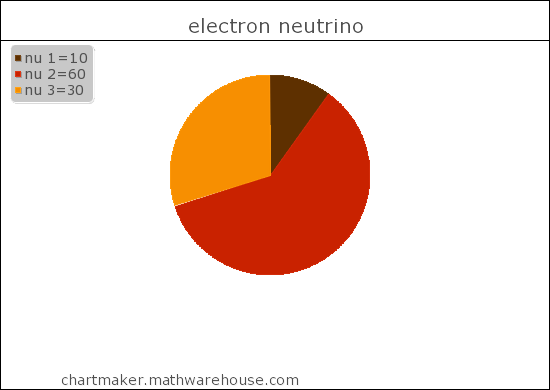 electron neutrino
nu 1=10
nu 2=60
nu 3=30
chartmaker.mathwarehouse.com